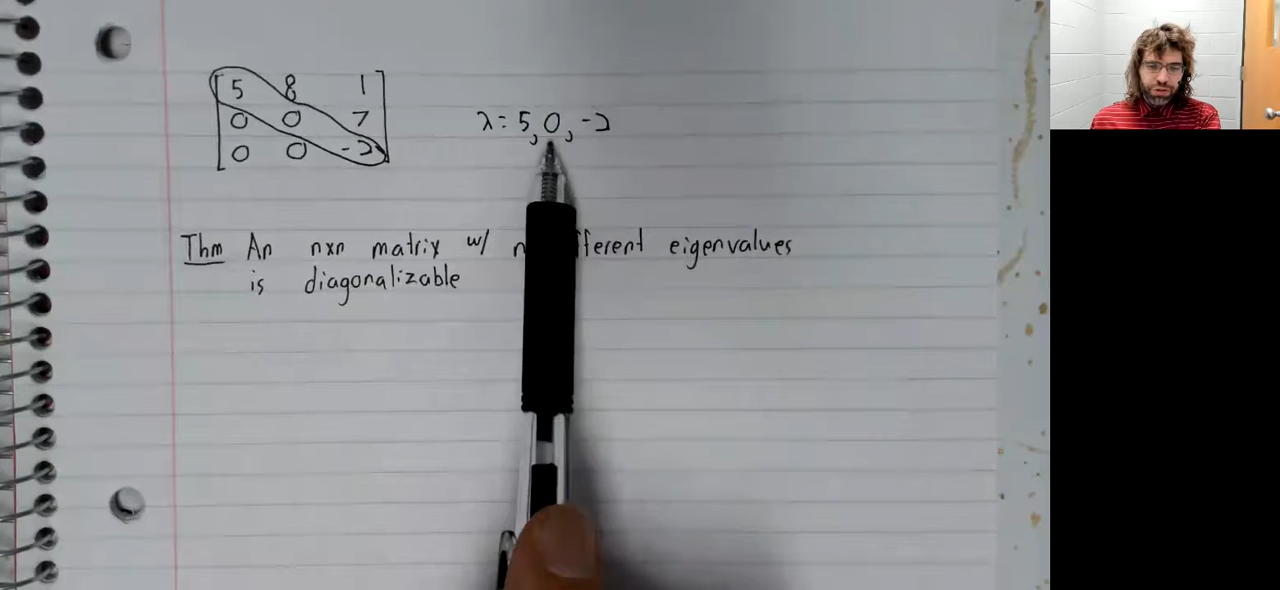 5 8 1
0 0 7
0 0 -2
λ = 5, 0, -2
Thm An nxn matrix w/ n eigenvalues
is diagonalizable